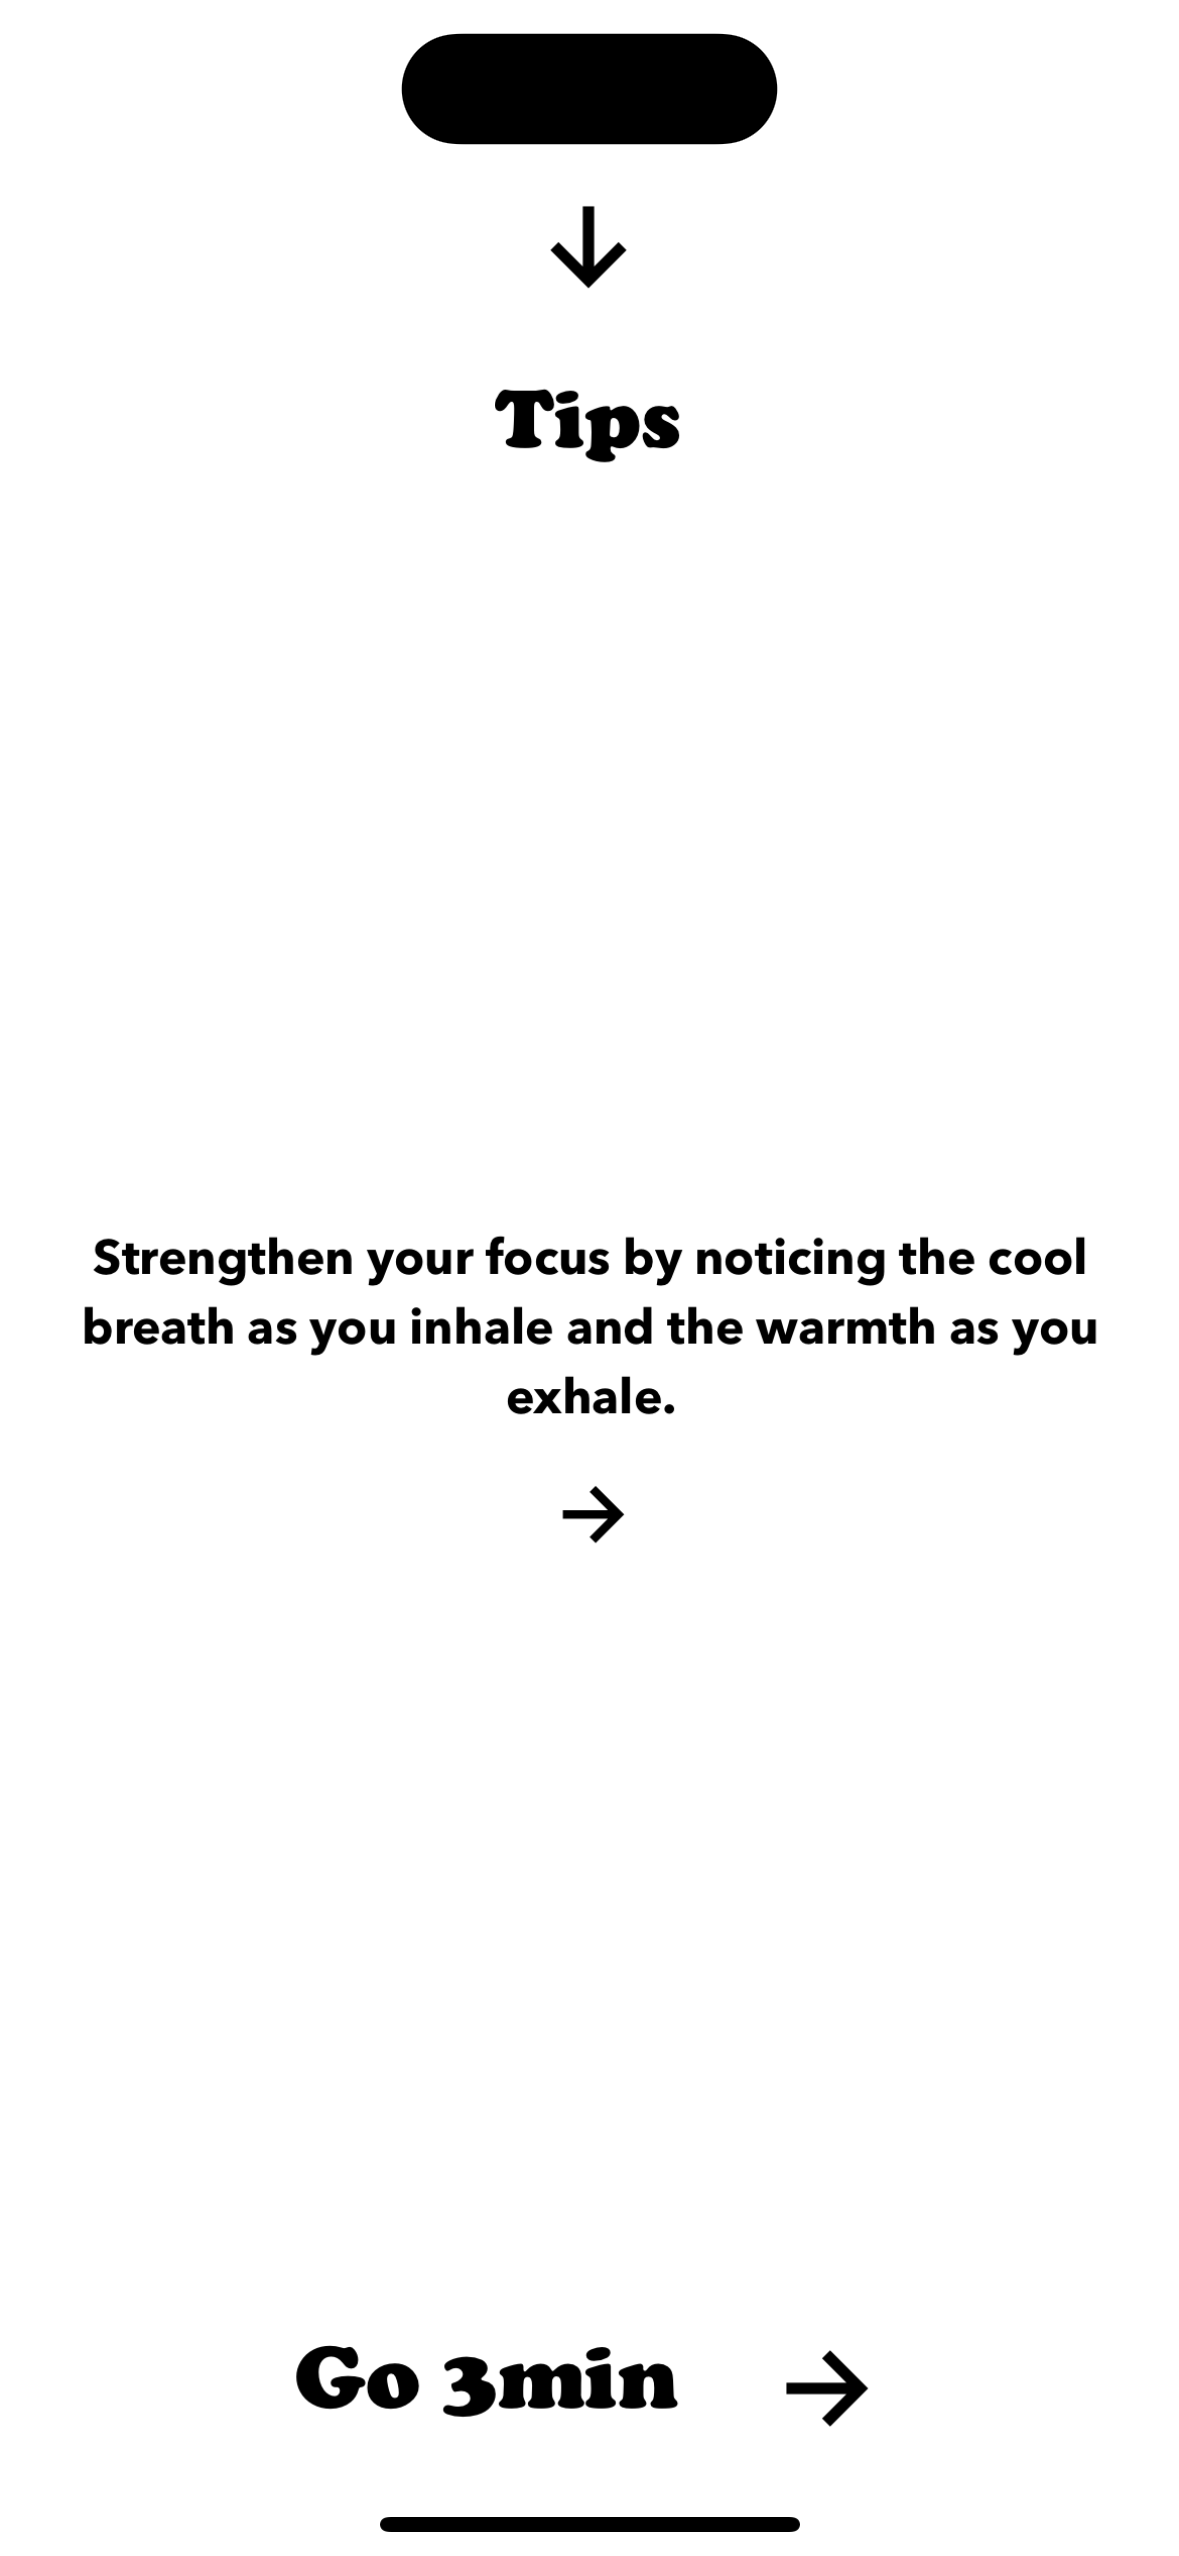 Tips
Strengthen your focus by noticing the cool
breath as you inhale and the warmth as you
exhale.
Go 3min